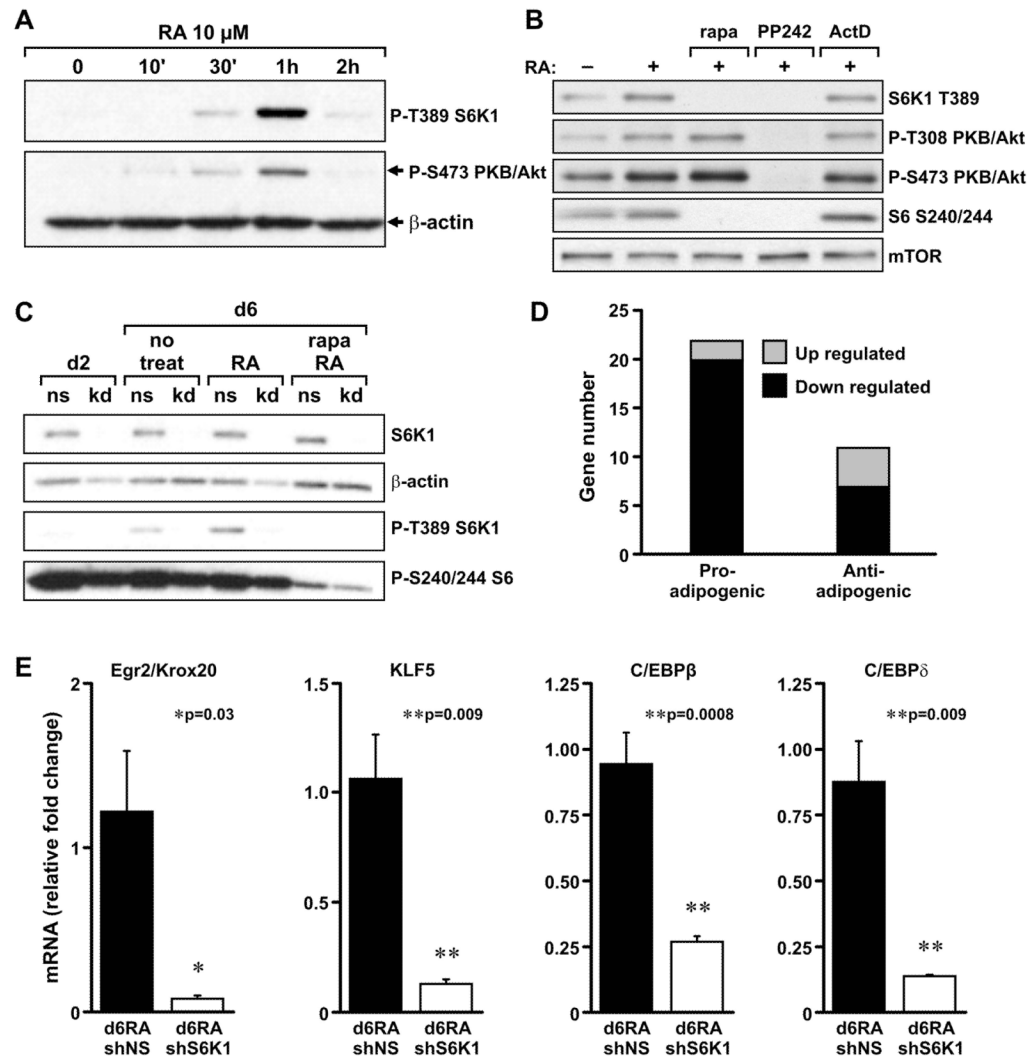 A
RA 10 µM
0 10' 30' 1h 2h
P-T389 S6K1
P-S473 PKB/Akt
β-actin
B
rapa PP242 ActD
RA: – + + + +
S6K1 T389
P-T308 PKB/Akt
P-S473 PKB/Akt
S6 S240/244
mTOR
C
d6
d2 no treat RA rapa RA
ns kd ns kd ns kd ns kd
S6K1
β-actin
P-T389 S6K1
P-S240/244 S6
D
Gene number
25
20
15
10
5
0
Up regulated
Down regulated
Pro-
adipogenic
Anti-
adipogenic
E
mRNA (relative fold change)
Egr2/Krox20
*p=0.03
2
1
0
*
d6RA
shNS
d6RA
shS6K1
KLF5
**p=0.009
1.5
1.0
0.5
0
**
d6RA
shNS
d6RA
shS6K1
C/EBPβ
**p=0.0008
1.25
1.00
0.75
0.50
0.25
0
**
d6RA
shNS
d6RA
shS6K1
C/EBPδ
**p=0.009
1.25
1.00
0.75
0.50
0.25
0
**
d6RA
shNS
d6RA
shS6K1